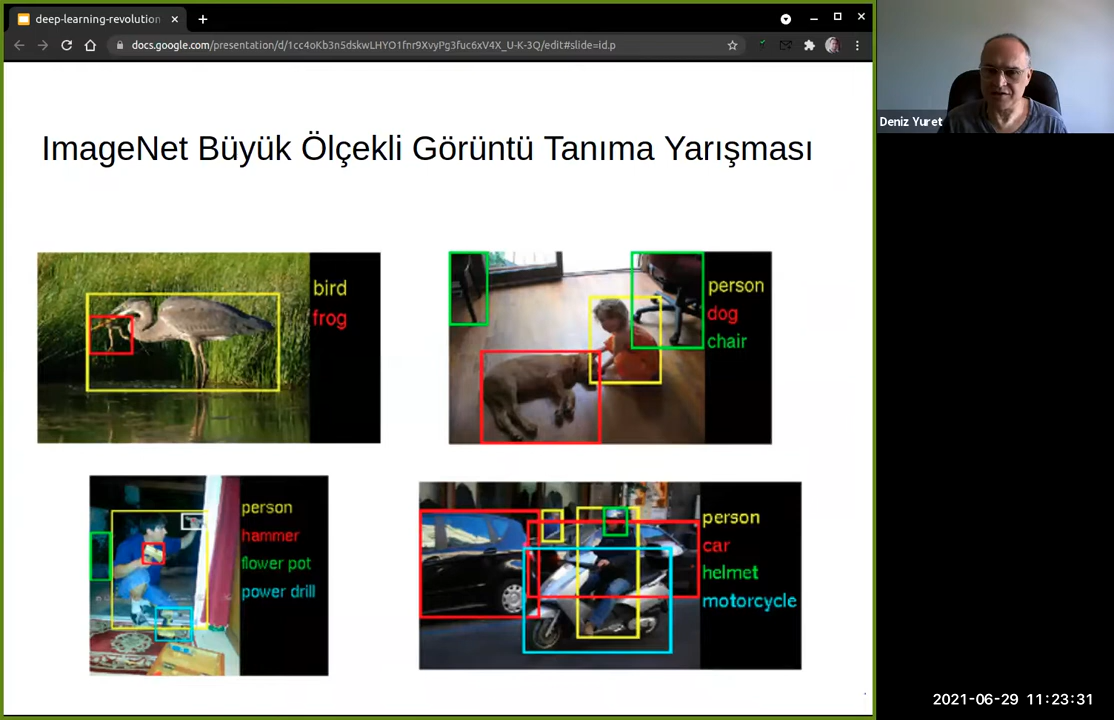 deep-learning-revolution
docs.google.com/presentation/d/1cc4oKb3n5dskwLHYO1fnr9XvyPg3fuc6xV4X_U-K-3Q/edit#slide=id.p
Deniz Yuret
ImageNet Büyük Ölçekli Görüntü Tanıma Yarışması
bird
frog
person
dog
chair
person
hammer
flower pot
power drill
person
car
helmet
motorcycle
2021-06-29 11:23:31